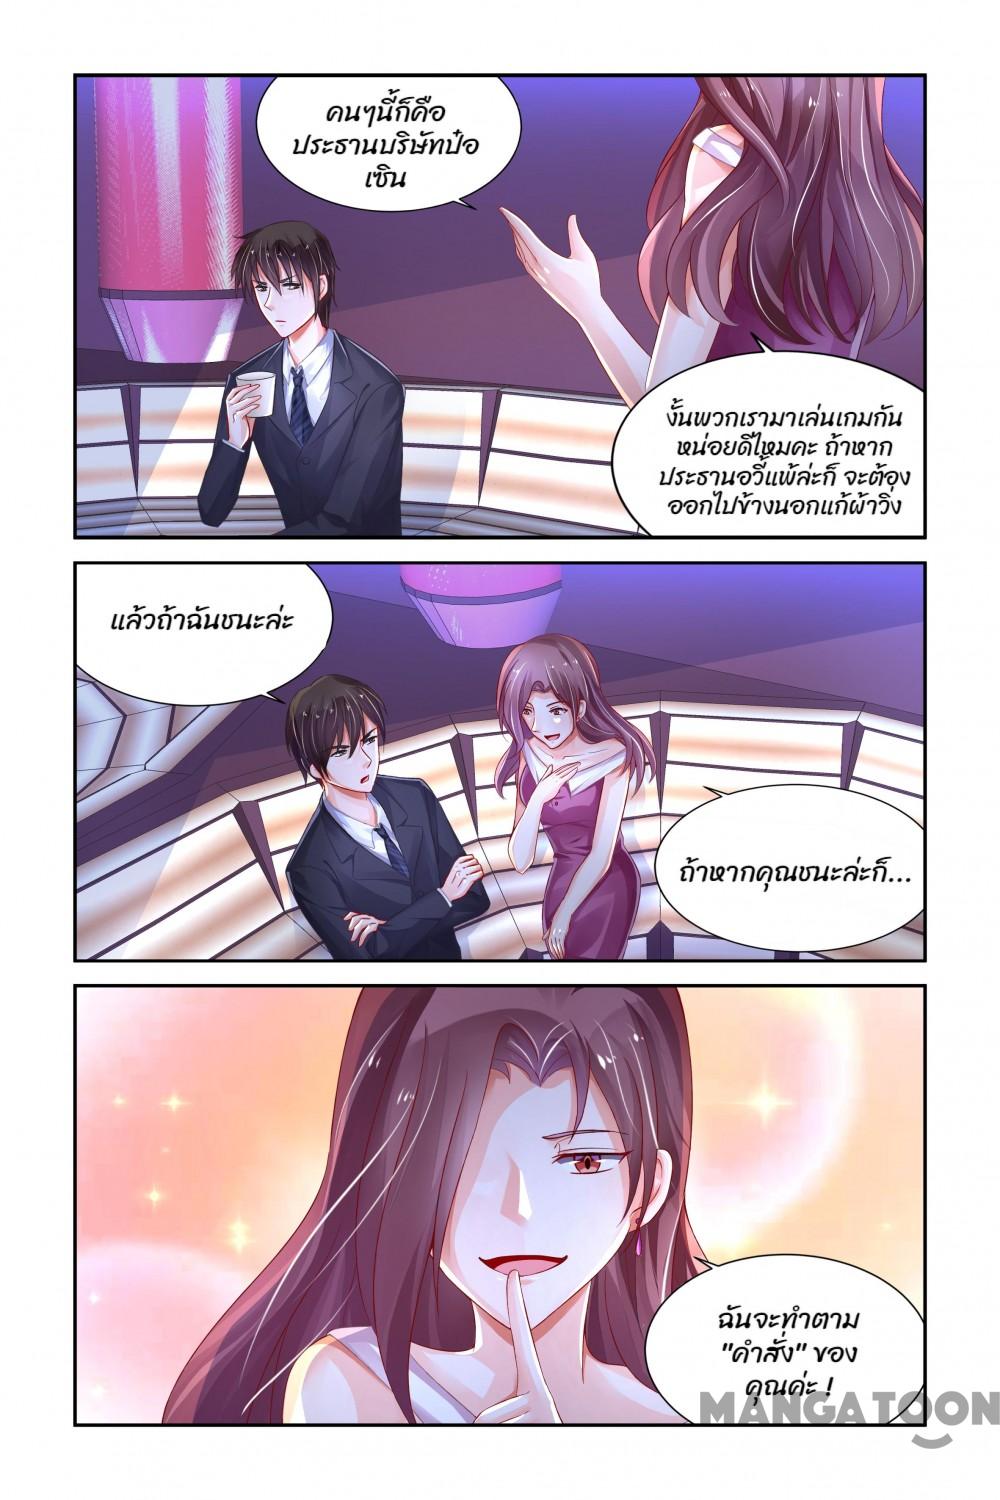 คนๆนี้ก็คือ
ประธานบริษัทป๋อ
เซิน
งั้นพวกเรามาเล่นเกมกัน
หน่อยดีไหมคะ ถ้าหาก
ประธานอวี้แพ้ล่ะก็ จะต้อง
ออกไปข้างนอกแก้ผ้าวิ่ง
แล้วถ้าฉันชนะล่ะ
ถ้าหากคุณชนะล่ะก็...
ฉันจะทำตาม
"คำสั่ง" ของ
คุณค่ะ !
MANGATOON